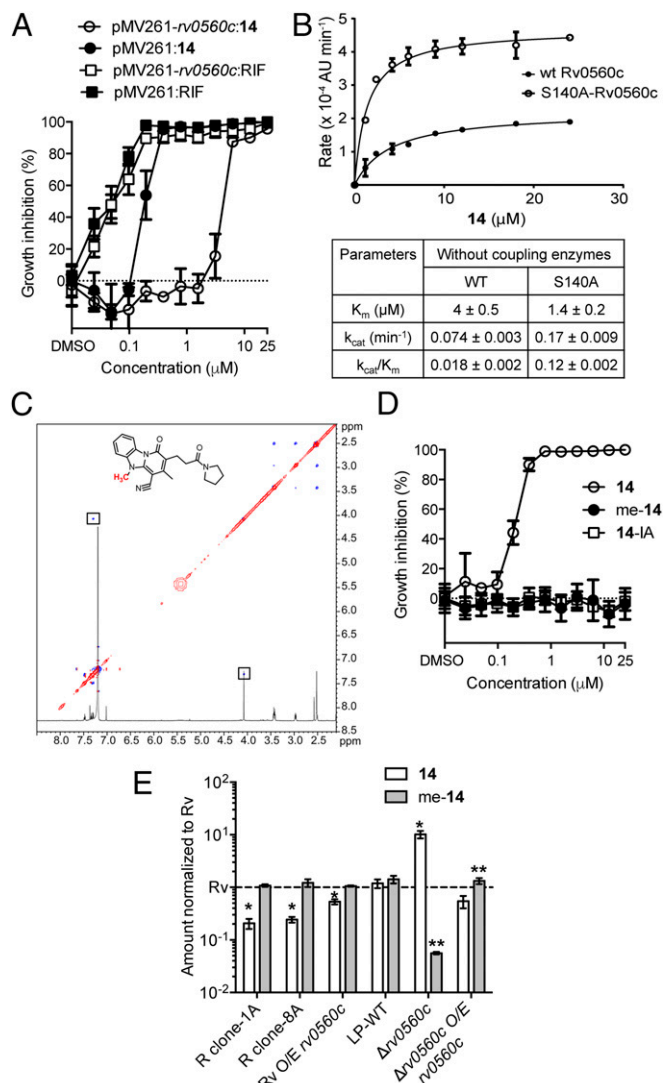 A
pMV261-rv0560c:14
pMV261:14
pMV261-rv0560c:RIF
pMV261:RIF
Growth inhibition (%)
100
80
60
40
20
0
DMSO 0.1 1 10 25
Concentration (μM)
B
Rate (x 10⁻⁴ AU min⁻¹)
5
4
3
2
1
0
wt Rv0560c
S140A-Rv0560c
0 10 20 30
14 (μM)
Parameters Without coupling enzymes
WT S140A
Kₘ (μM) 4 ± 0.5 1.4 ± 0.2
k_cat (min⁻¹) 0.074 ± 0.003 0.17 ± 0.009
k_cat/Kₘ 0.018 ± 0.002 0.12 ± 0.002
C
ppm
O
O
N
N
N
H₃C
N
2.5
3.0
3.5
4.0
4.5
5.0
5.5
6.0
6.5
7.0
7.5
8.0
8.5
8.0 7.5 7.0 6.5 6.0 5.5 5.0 4.5 4.0 3.5 3.0 2.5 ppm
D
Growth inhibition (%)
100
80
60
40
20
0
14
me-14
14-IA
DMSO 0.1 1 10 25
Concentration (μM)
E
14
me-14
Amount normalized to Rv
10²
10¹
Rv
10⁻¹
10⁻²
* * * * ** **
R clone-1A
R clone-8A
Rv O/E rv0560c
LP-WT
Δrv0560c
Δrv0560c O/E
rv0560c